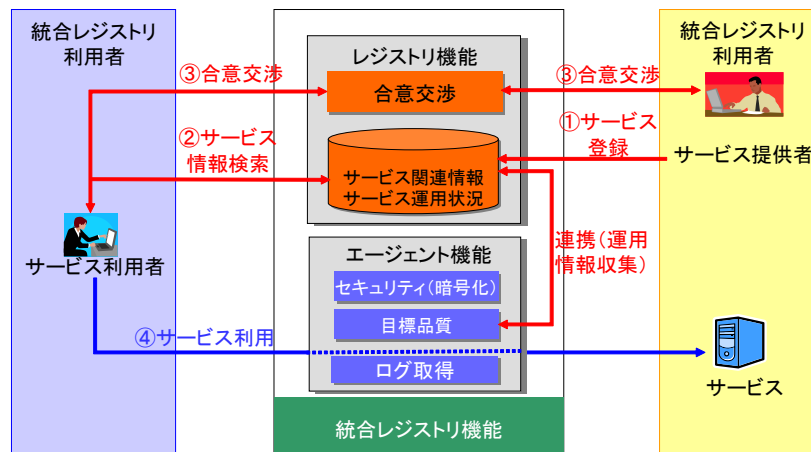 統合レジストリ
利用者
レジストリ機能
統合レジストリ
利用者
③合意交渉
合意交渉
③合意交渉
①サービス
登録
②サービス
情報検索
サービス関連情報
サービス運用状況
サービス提供者
サービス利用者
エージェント機能
連携(運用
情報収集)
セキュリティ(暗号化)
目標品質
④サービス利用
ログ取得
サービス
統合レジストリ機能